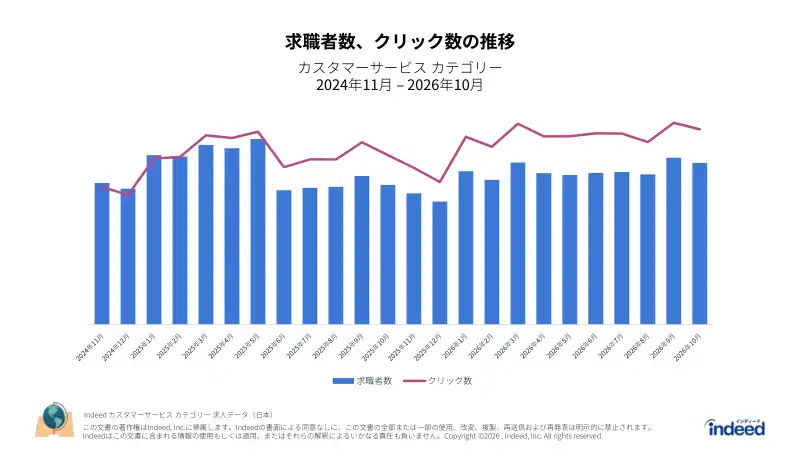 求職者数、クリック数の推移
カスタマーサービス カテゴリー
2024年11月 – 2026年10月
2024年11月
2024年12月
2025年1月
2025年2月
2025年3月
2025年4月
2025年5月
2025年6月
2025年7月
2025年8月
2025年9月
2025年10月
2025年11月
2025年12月
2026年1月
2026年2月
2026年3月
2026年4月
2026年5月
2026年6月
2026年7月
2026年8月
2026年9月
2026年10月
求職者数 クリック数
Indeed カスタマーサービス カテゴリー 求人データ（日本）
この文書の著作権はIndeed, Inc.に帰属します。Indeedの書面による同意なしに、この文書の全部または一部の使用、改変、複製、再送信および再発表は明示的に禁止されます。
Indeedはこの文書に含まれる情報の使用もしくは適用、またはそれらの解釈によるいかなる責任も負いません。Copyright ©2026 , Indeed, Inc. All rights reserved.
インディード
indeed